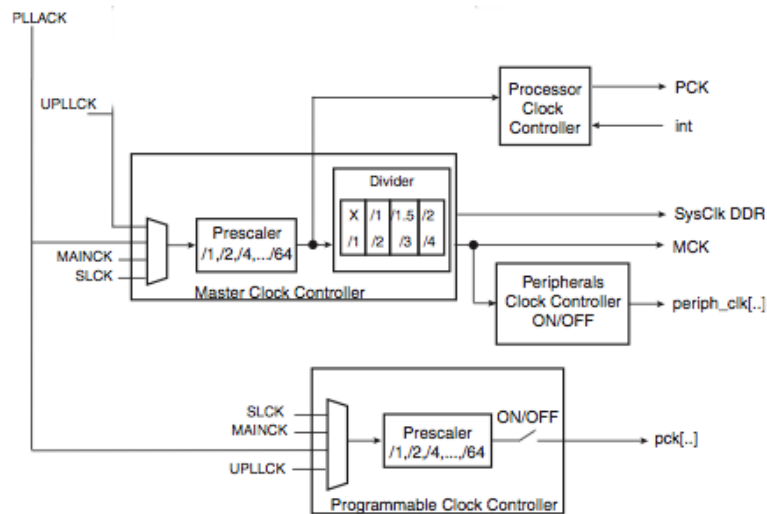 PLLACK
UPLLCK
Processor
Clock
Controller
PCK
int
Divider
X /1 /1.5 /2
/1 /2 /3 /4
Prescaler
/1,/2,/4,.../64
MAINCK
SLCK
Master Clock Controller
SysClk DDR
MCK
Peripherals
Clock Controller
ON/OFF
periph_clk[..]
SLCK
MAINCK
UPLLCK
Prescaler
/1,/2,/4,...,/64
ON/OFF
pck[..]
Programmable Clock Controller